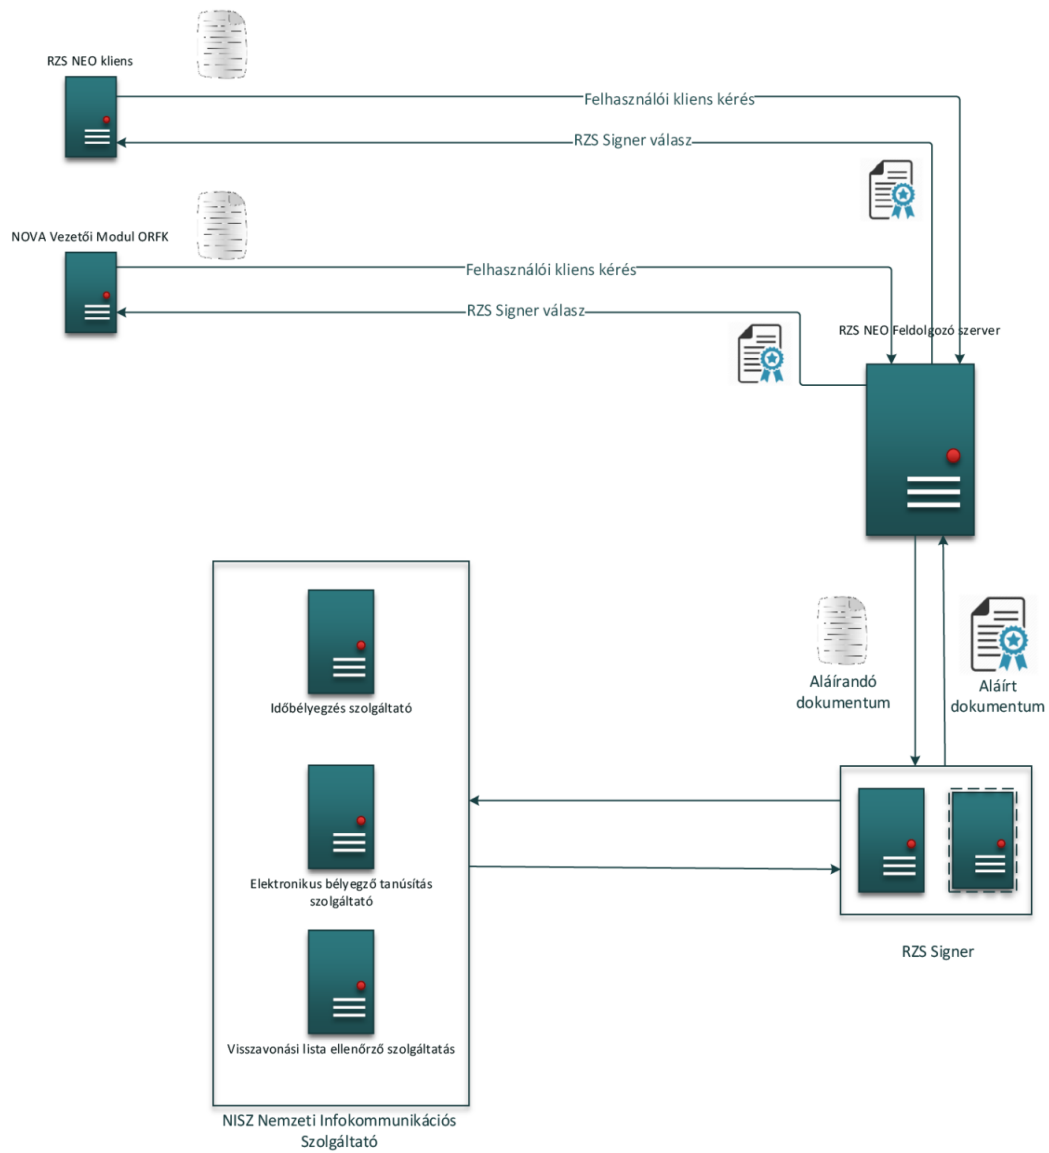 RZS NEO kliens
Felhasználói kliens kérés
RZS Signer válasz
NOVA Vezetői Modul ORFK
Felhasználói kliens kérés
RZS Signer válasz
RZS NEO Feldolgozó szerver
Aláírandó
dokumentum
Aláírt
dokumentum
Időbélyegzés szolgáltató
Elektronikus bélyegző tanúsítás
szolgáltató
RZS Signer
Visszavonási lista ellenőrző szolgáltatás
NISZ Nemzeti Infokommunikációs
Szolgáltató